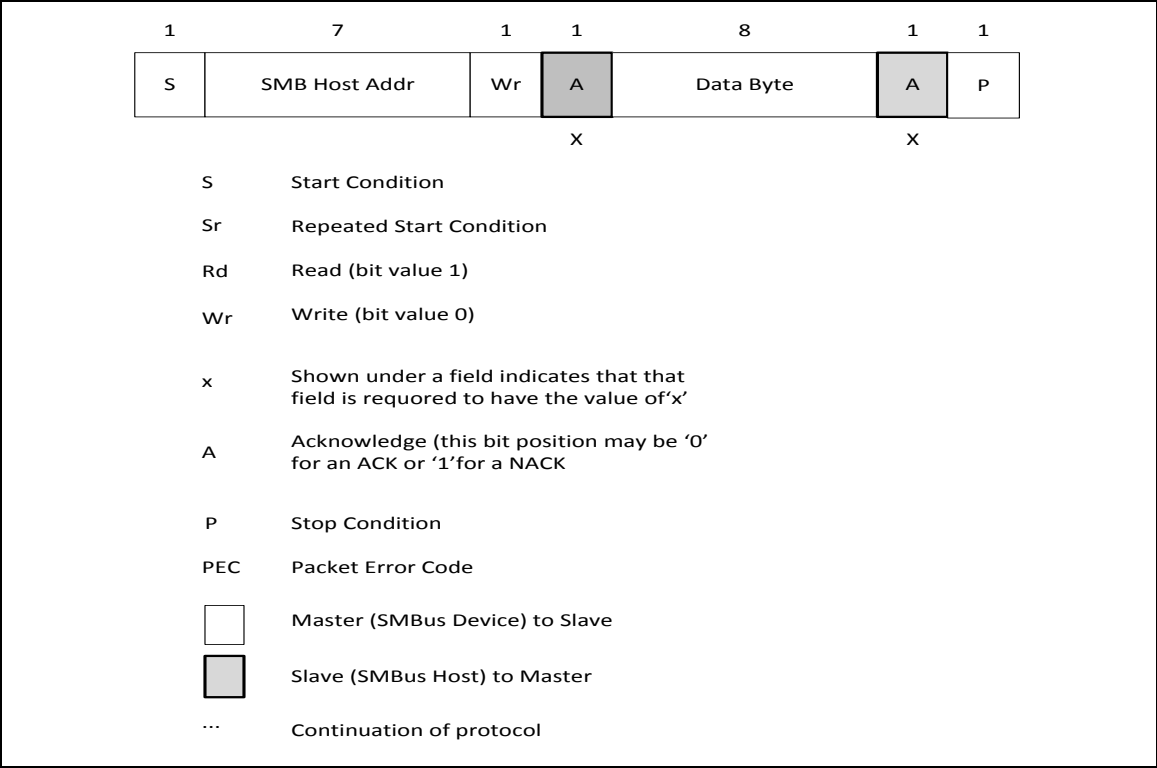 1 7 1 1 8 1 1
S SMB Host Addr Wr A Data Byte A P
X X
S Start Condition
Sr Repeated Start Condition
Rd Read (bit value 1)
Wr Write (bit value 0)
x Shown under a field indicates that that
field is requored to have the value of‘x’
A Acknowledge (this bit position may be ‘0’
for an ACK or ‘1’for a NACK
P Stop Condition
PEC Packet Error Code
Master (SMBus Device) to Slave
Slave (SMBus Host) to Master
... Continuation of protocol